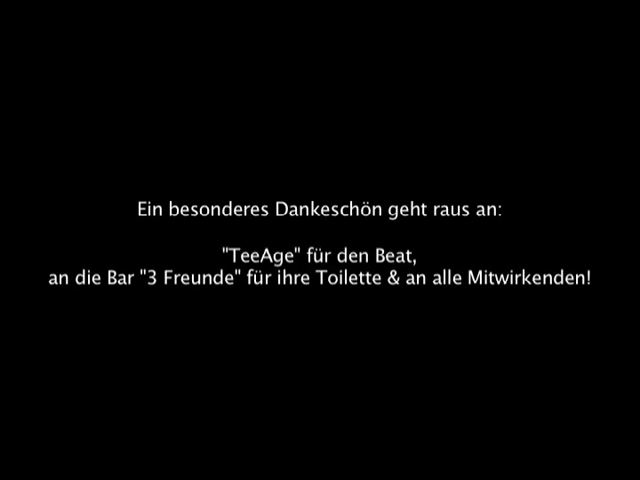 Ein besonderes Dankeschön geht raus an:
"TeeAge" für den Beat,
an die Bar "3 Freunde" für ihre Toilette & an alle Mitwirkenden!